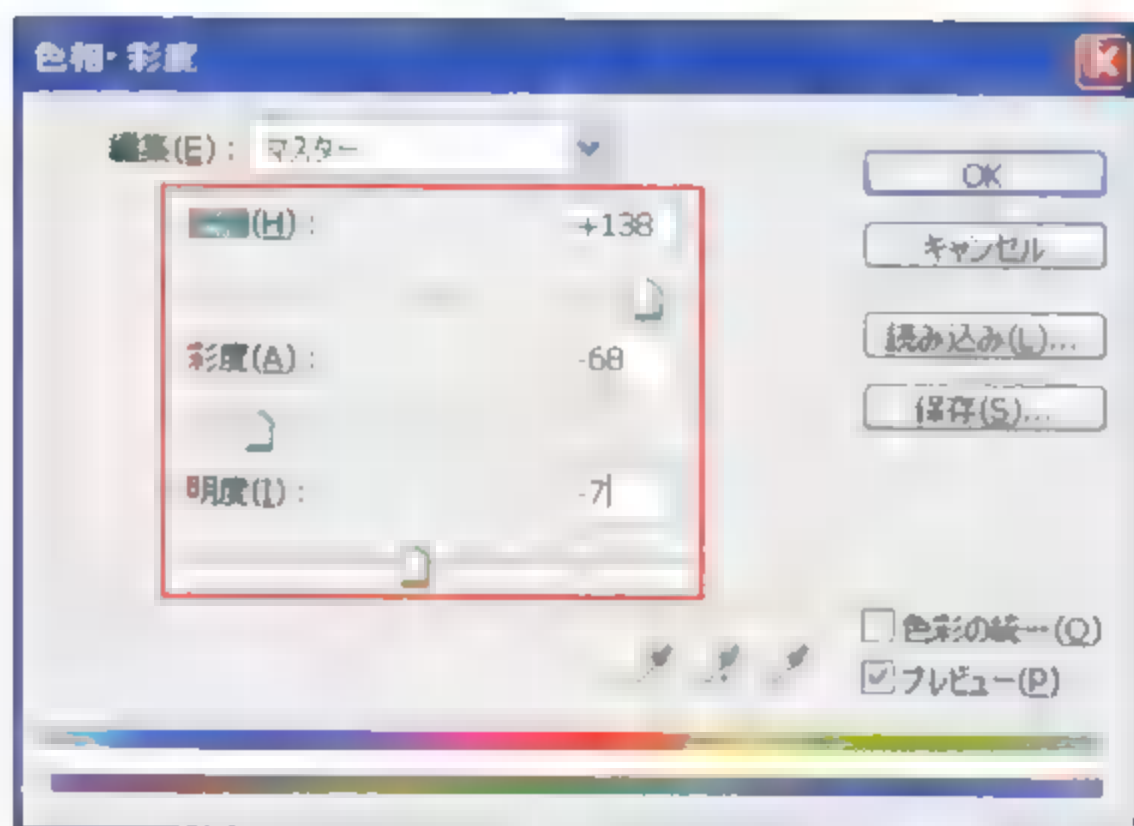 色相・彩度
編集(E): マスター
OK
(H): +138
キャンセル
彩度(A): -68
読み込み(L)...
保存(S)...
明度(I): -7
色彩の統一(O)
プレビュー(P)